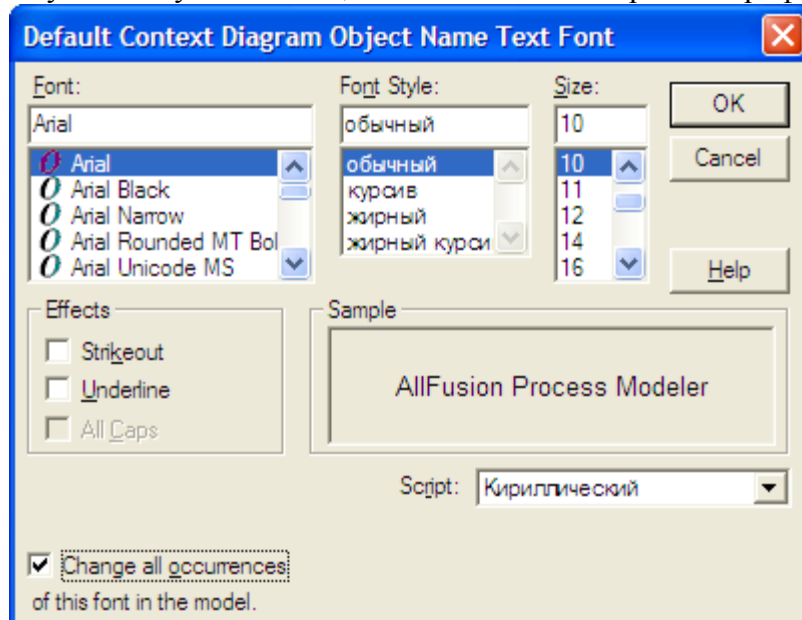 Default Context Diagram Object Name Text Font
Font:
Font Style:
Size:
Arial
обычный
10
OK
Arial
Arial Black
Arial Narrow
Arial Rounded MT Bol
Arial Unicode MS
обычный
курсив
жирный
жирный курси
10
11
12
14
16
Cancel
Help
Effects
Strikeout
Underline
All Caps
Sample
AllFusion Process Modeler
Script:
Кириллический
Change all occurrences
of this font in the model.